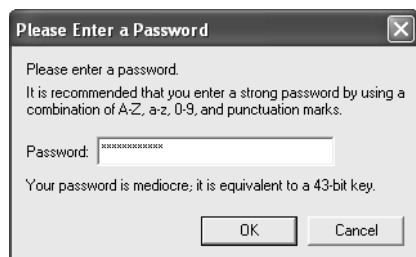 Please Enter a Password
Please enter a password.
It is recommended that you enter a strong password by using a
combination of A-Z, a-z, 0-9, and punctuation marks.
Password: ************
Your password is mediocre; it is equivalent to a 43-bit key.
OK Cancel